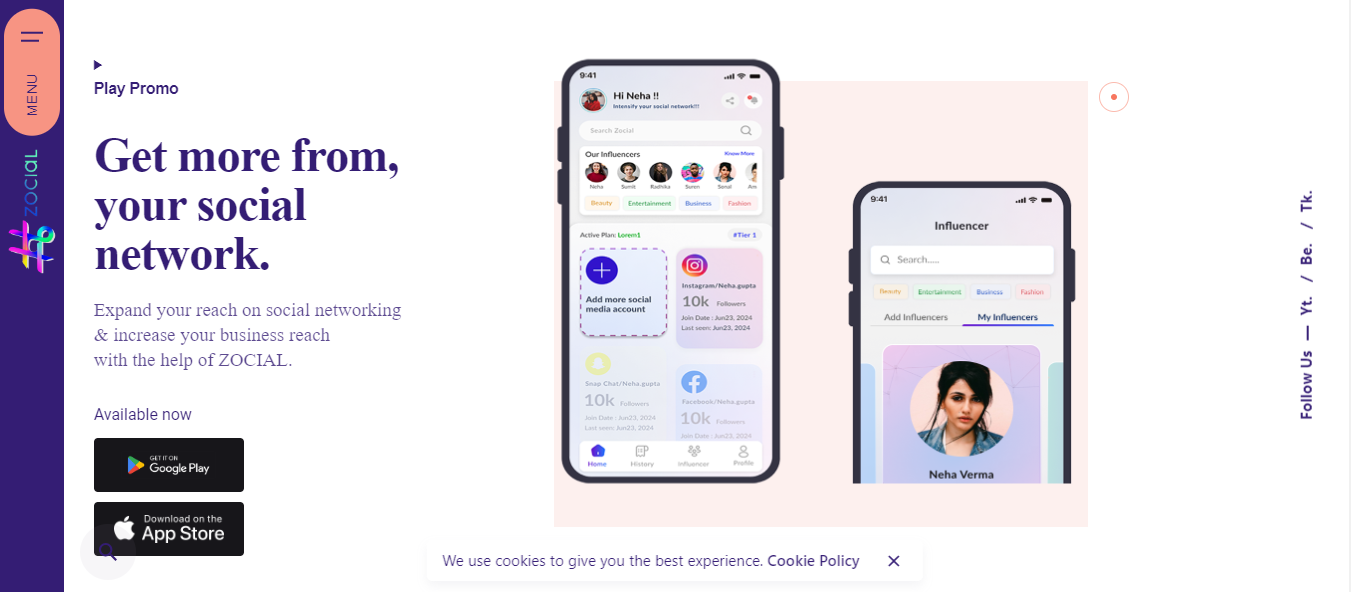 MENU
ZOCIAL
Play Promo
Get more from,
your social
network.
Expand your reach on social networking
& increase your business reach
with the help of ZOCIAL.
Available now
GET IT ON
Google Play
Download on the
App Store
9:41
Hi Neha !!
Intensify your social network!!!
Search Zocial
Our Influencers
Know More
Neha Sumit Radhika Suren Sonal Am
Beauty Entertainment Business Fashion
Active Plan: Lorem1
#Tier 1
Add more social
media account
Instagram/Neha.gupta
10k Followers
Join Date : Jun23, 2024
Last seen: Jun23, 2024
Snap Chat/Neha.gupta
10k Followers
Join Date : Jun23, 2024
Last seen: Jun23, 2024
Facebook/Neha.gupta
10k Followers
Join Date : Jun23, 2024
Home History Influencer Profile
9:41
Influencer
Search.....
Beauty Entertainment Business Fashion
Add Influencers My Influencers
Neha Verma
Follow Us — Yt. / Be. / Tk.
We use cookies to give you the best experience. Cookie Policy